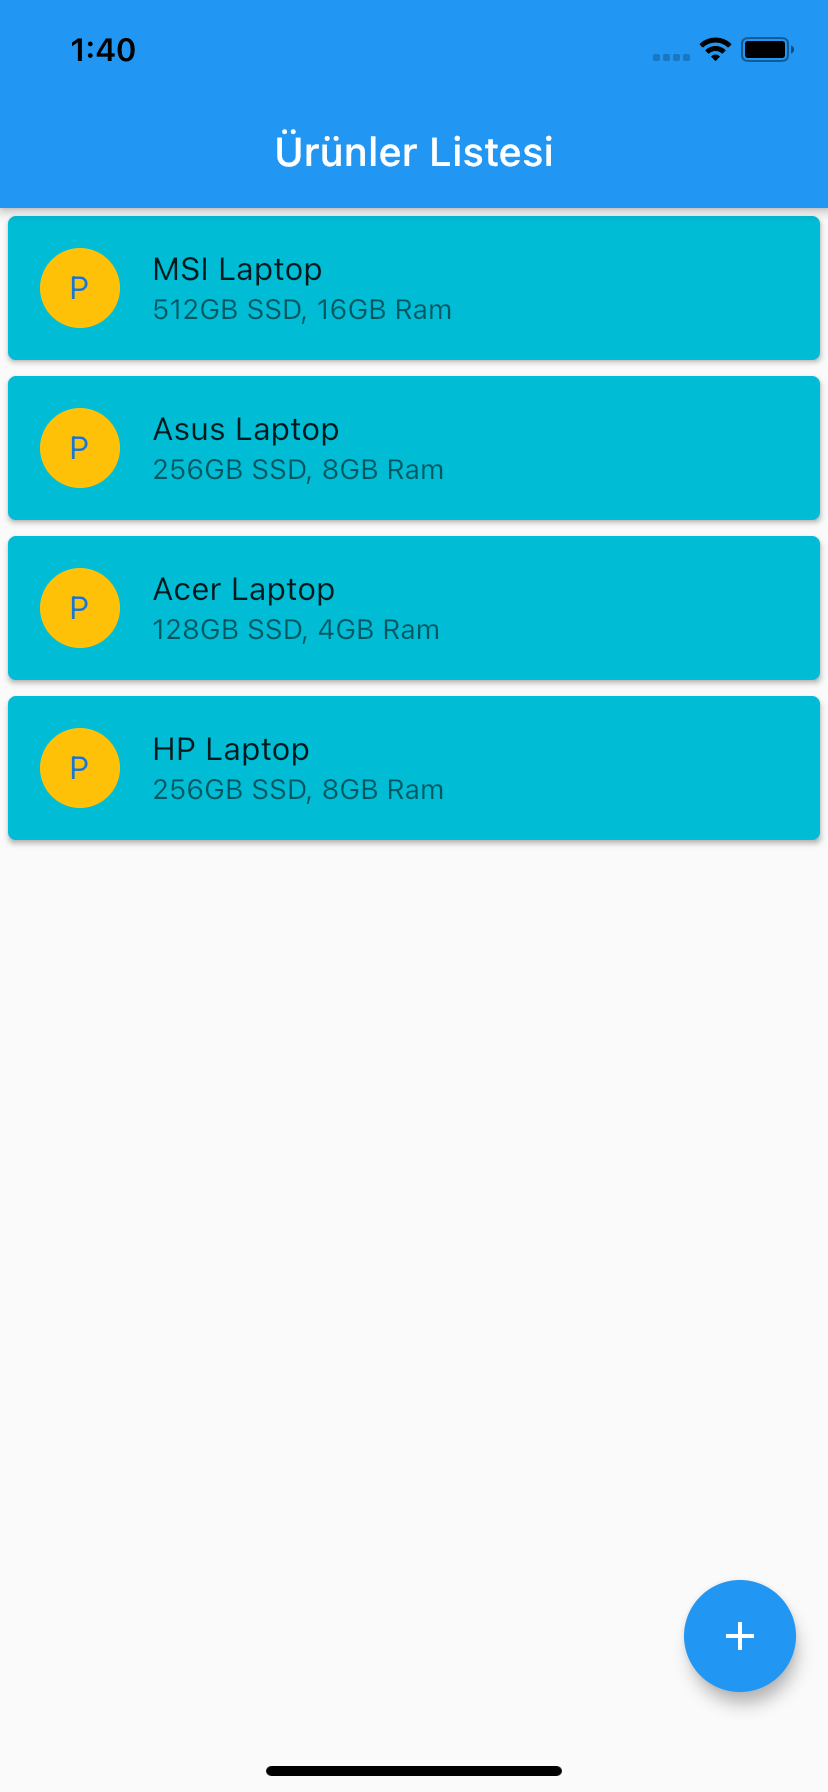 1:40
Ürünler Listesi
P
MSI Laptop
512GB SSD, 16GB Ram
P
Asus Laptop
256GB SSD, 8GB Ram
P
Acer Laptop
128GB SSD, 4GB Ram
P
HP Laptop
256GB SSD, 8GB Ram
+